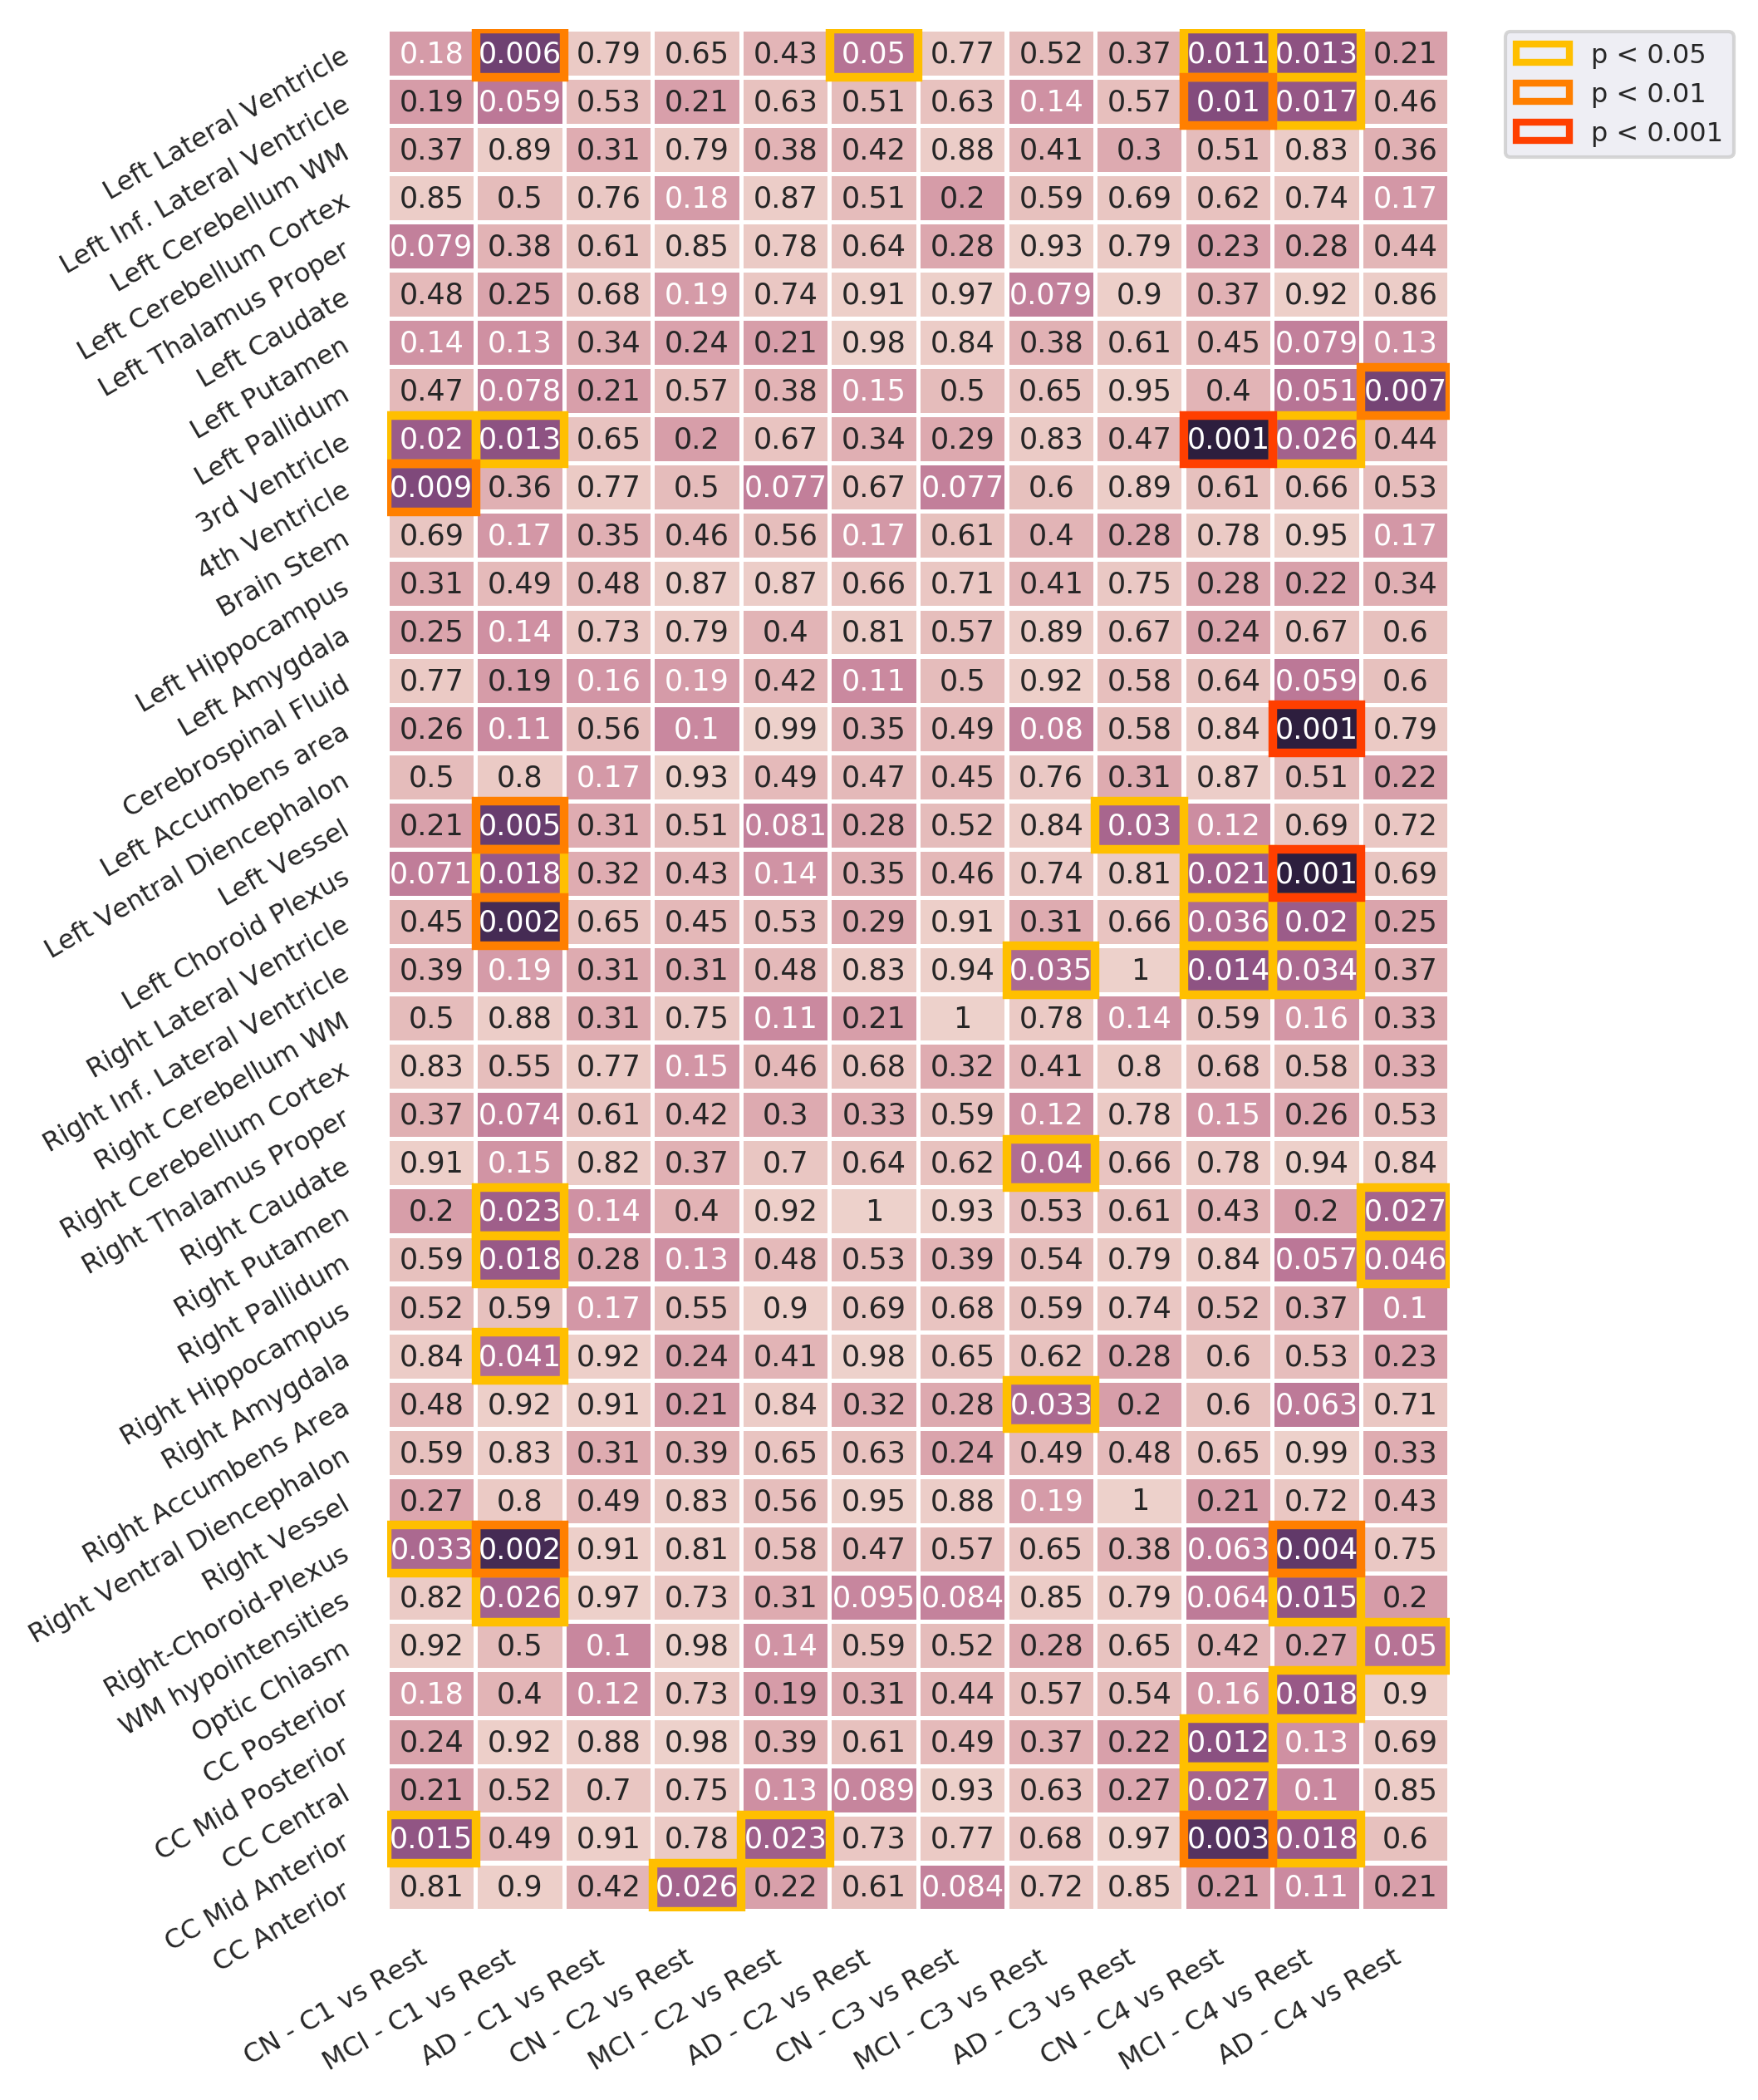 Left Lateral Ventricle 0.18 0.006 0.79 0.65 0.43 0.05 0.77 0.52 0.37 0.011 0.013 0.21
Left Inf. Lateral Ventricle 0.19 0.059 0.53 0.21 0.63 0.51 0.63 0.14 0.57 0.01 0.017 0.46
Left Cerebellum WM 0.37 0.89 0.31 0.79 0.38 0.42 0.88 0.41 0.3 0.51 0.83 0.36
Left Cerebellum Cortex 0.85 0.5 0.76 0.18 0.87 0.51 0.2 0.59 0.69 0.62 0.74 0.17
Left Thalamus Proper 0.079 0.38 0.61 0.85 0.78 0.64 0.28 0.93 0.79 0.23 0.28 0.44
Left Caudate 0.48 0.25 0.68 0.19 0.74 0.91 0.97 0.079 0.9 0.37 0.92 0.86
Left Putamen 0.14 0.13 0.34 0.24 0.21 0.98 0.84 0.38 0.61 0.45 0.079 0.13
Left Pallidum 0.47 0.078 0.21 0.57 0.38 0.15 0.5 0.65 0.95 0.4 0.051 0.007
3rd Ventricle 0.02 0.013 0.65 0.2 0.67 0.34 0.29 0.83 0.47 0.001 0.026 0.44
4th Ventricle 0.009 0.36 0.77 0.5 0.077 0.67 0.077 0.6 0.89 0.61 0.66 0.53
Brain Stem 0.69 0.17 0.35 0.46 0.56 0.17 0.61 0.4 0.28 0.78 0.95 0.17
Left Hippocampus 0.31 0.49 0.48 0.87 0.87 0.66 0.71 0.41 0.75 0.28 0.22 0.34
Left Amygdala 0.25 0.14 0.73 0.79 0.4 0.81 0.57 0.89 0.67 0.24 0.67 0.6
Cerebrospinal Fluid 0.77 0.19 0.16 0.19 0.42 0.11 0.5 0.92 0.58 0.64 0.059 0.6
Left Accumbens area 0.26 0.11 0.56 0.1 0.99 0.35 0.49 0.08 0.58 0.84 0.001 0.79
Left Ventral Diencephalon 0.5 0.8 0.17 0.93 0.49 0.47 0.45 0.76 0.31 0.87 0.51 0.22
Left Vessel 0.21 0.005 0.31 0.51 0.081 0.28 0.52 0.84 0.03 0.12 0.69 0.72
Left Choroid Plexus 0.071 0.018 0.32 0.43 0.14 0.35 0.46 0.74 0.81 0.021 0.001 0.69
Right Lateral Ventricle 0.45 0.002 0.65 0.45 0.53 0.29 0.91 0.31 0.66 0.036 0.02 0.25
Right Inf. Lateral Ventricle 0.39 0.19 0.31 0.31 0.48 0.83 0.94 0.035 1 0.014 0.034 0.37
Right Cerebellum WM 0.5 0.88 0.31 0.75 0.11 0.21 1 0.78 0.14 0.59 0.16 0.33
Right Cerebellum Cortex 0.83 0.55 0.77 0.15 0.46 0.68 0.32 0.41 0.8 0.68 0.58 0.33
Right Thalamus Proper 0.37 0.074 0.61 0.42 0.3 0.33 0.59 0.12 0.78 0.15 0.26 0.53
Right Caudate 0.91 0.15 0.82 0.37 0.7 0.64 0.62 0.04 0.66 0.78 0.94 0.84
Right Putamen 0.2 0.023 0.14 0.4 0.92 1 0.93 0.53 0.61 0.43 0.2 0.027
Right Pallidum 0.59 0.018 0.28 0.13 0.48 0.53 0.39 0.54 0.79 0.84 0.057 0.046
Right Hippocampus 0.52 0.59 0.17 0.55 0.9 0.69 0.68 0.59 0.74 0.52 0.37 0.1
Right Amygdala 0.84 0.041 0.92 0.24 0.41 0.98 0.65 0.62 0.28 0.6 0.53 0.23
Right Accumbens Area 0.48 0.92 0.91 0.21 0.84 0.32 0.28 0.033 0.2 0.6 0.063 0.71
Right Ventral Diencephalon 0.59 0.83 0.31 0.39 0.65 0.63 0.24 0.49 0.48 0.65 0.99 0.33
Right Vessel 0.27 0.8 0.49 0.83 0.56 0.95 0.88 0.19 1 0.21 0.72 0.43
Right-Choroid-Plexus 0.033 0.002 0.91 0.81 0.58 0.47 0.57 0.65 0.38 0.063 0.004 0.75
WM hypointensities 0.82 0.026 0.97 0.73 0.31 0.095 0.084 0.85 0.79 0.064 0.015 0.2
Optic Chiasm 0.92 0.5 0.1 0.98 0.14 0.59 0.52 0.28 0.65 0.42 0.27 0.05
CC Posterior 0.18 0.4 0.12 0.73 0.19 0.31 0.44 0.57 0.54 0.16 0.018 0.9
CC Mid Posterior 0.24 0.92 0.88 0.98 0.39 0.61 0.49 0.37 0.22 0.012 0.13 0.69
CC Central 0.21 0.52 0.7 0.75 0.13 0.089 0.93 0.63 0.27 0.027 0.1 0.85
CC Mid Anterior 0.015 0.49 0.91 0.78 0.023 0.73 0.77 0.68 0.97 0.003 0.018 0.6
CC Anterior 0.81 0.9 0.42 0.026 0.22 0.61 0.084 0.72 0.85 0.21 0.11 0.21
CN - C1 vs Rest
MCI - C1 vs Rest
AD - C1 vs Rest
CN - C2 vs Rest
MCI - C2 vs Rest
AD - C2 vs Rest
CN - C3 vs Rest
MCI - C3 vs Rest
AD - C3 vs Rest
CN - C4 vs Rest
MCI - C4 vs Rest
AD - C4 vs Rest
p < 0.05
p < 0.01
p < 0.001